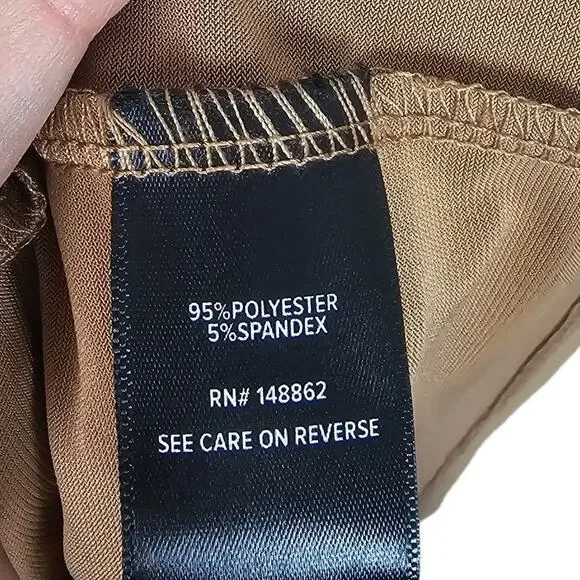 95%POLYESTER
5%SPANDEX
RN# 148862
SEE CARE ON REVERSE